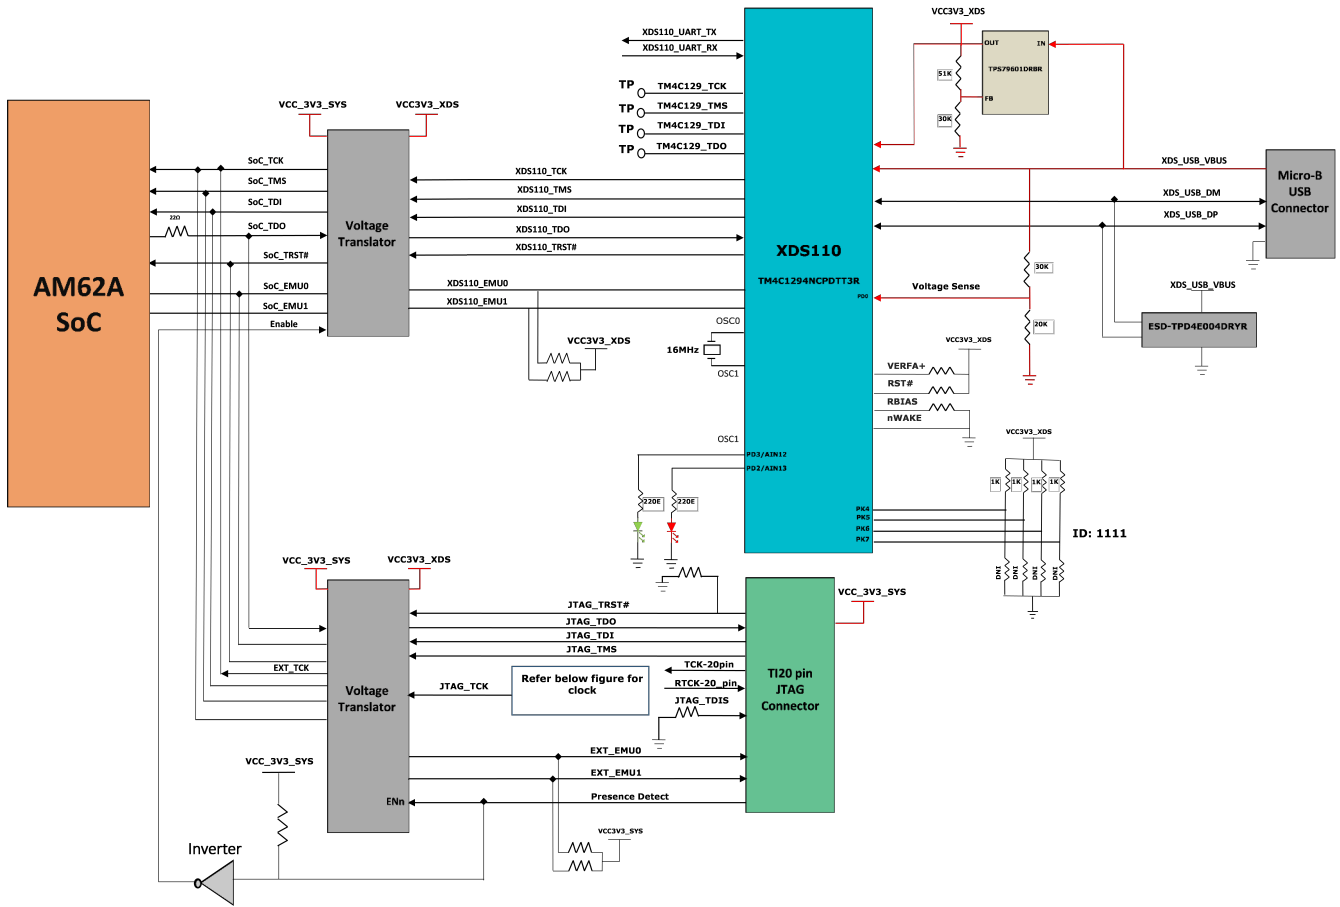 VCC3V3_XDS
OUT
IN
TPS79601DRBR
FB
51K
30K
XDS110_UART_TX
XDS110_UART_RX
TP
TM4C129_TCK
TP
TM4C129_TMS
TP
TM4C129_TDI
TP
TM4C129_TDO
VCC_3V3_SYS
VCC3V3_XDS
AM62A
SoC
SoC_TCK
SoC_TMS
SoC_TDI
22Ω
SoC_TDO
SoC_TRST#
SoC_EMU0
SoC_EMU1
Enable
Voltage
Translator
XDS110_TCK
XDS110_TMS
XDS110_TDI
XDS110_TDO
XDS110_TRST#
XDS110_EMU0
XDS110_EMU1
VCC3V3_XDS
OSC0
16MHz
OSC1
OSC1
XDS110
TM4C1294NCPDTT3R
PD0
PD3/AIN12
PD2/AIN13
PK4
PK5
PK6
PK7
220E
220E
XDS_USB_VBUS
XDS_USB_DM
XDS_USB_DP
Micro-B
USB
Connector
30K
Voltage Sense
20K
XDS_USB_VBUS
ESD-TPD4E004DRYR
VCC3V3_XDS
VERFA+
RST#
RBIAS
nWAKE
VCC3V3_XDS
1K
1K
1K
1K
ID: 1111
DNI
DNI
DNI
DNI
VCC_3V3_SYS
VCC3V3_XDS
VCC_3V3_SYS
JTAG_TRST#
JTAG_TDO
JTAG_TDI
JTAG_TMS
EXT_TCK
Voltage
Translator
JTAG_TCK
Refer below figure for
clock
TCK-20pin
RTCK-20_pin
JTAG_TDIS
TI20 pin
JTAG
Connector
EXT_EMU0
EXT_EMU1
Presence Detect
ENn
VCC_3V3_SYS
VCC3V3_SYS
Inverter